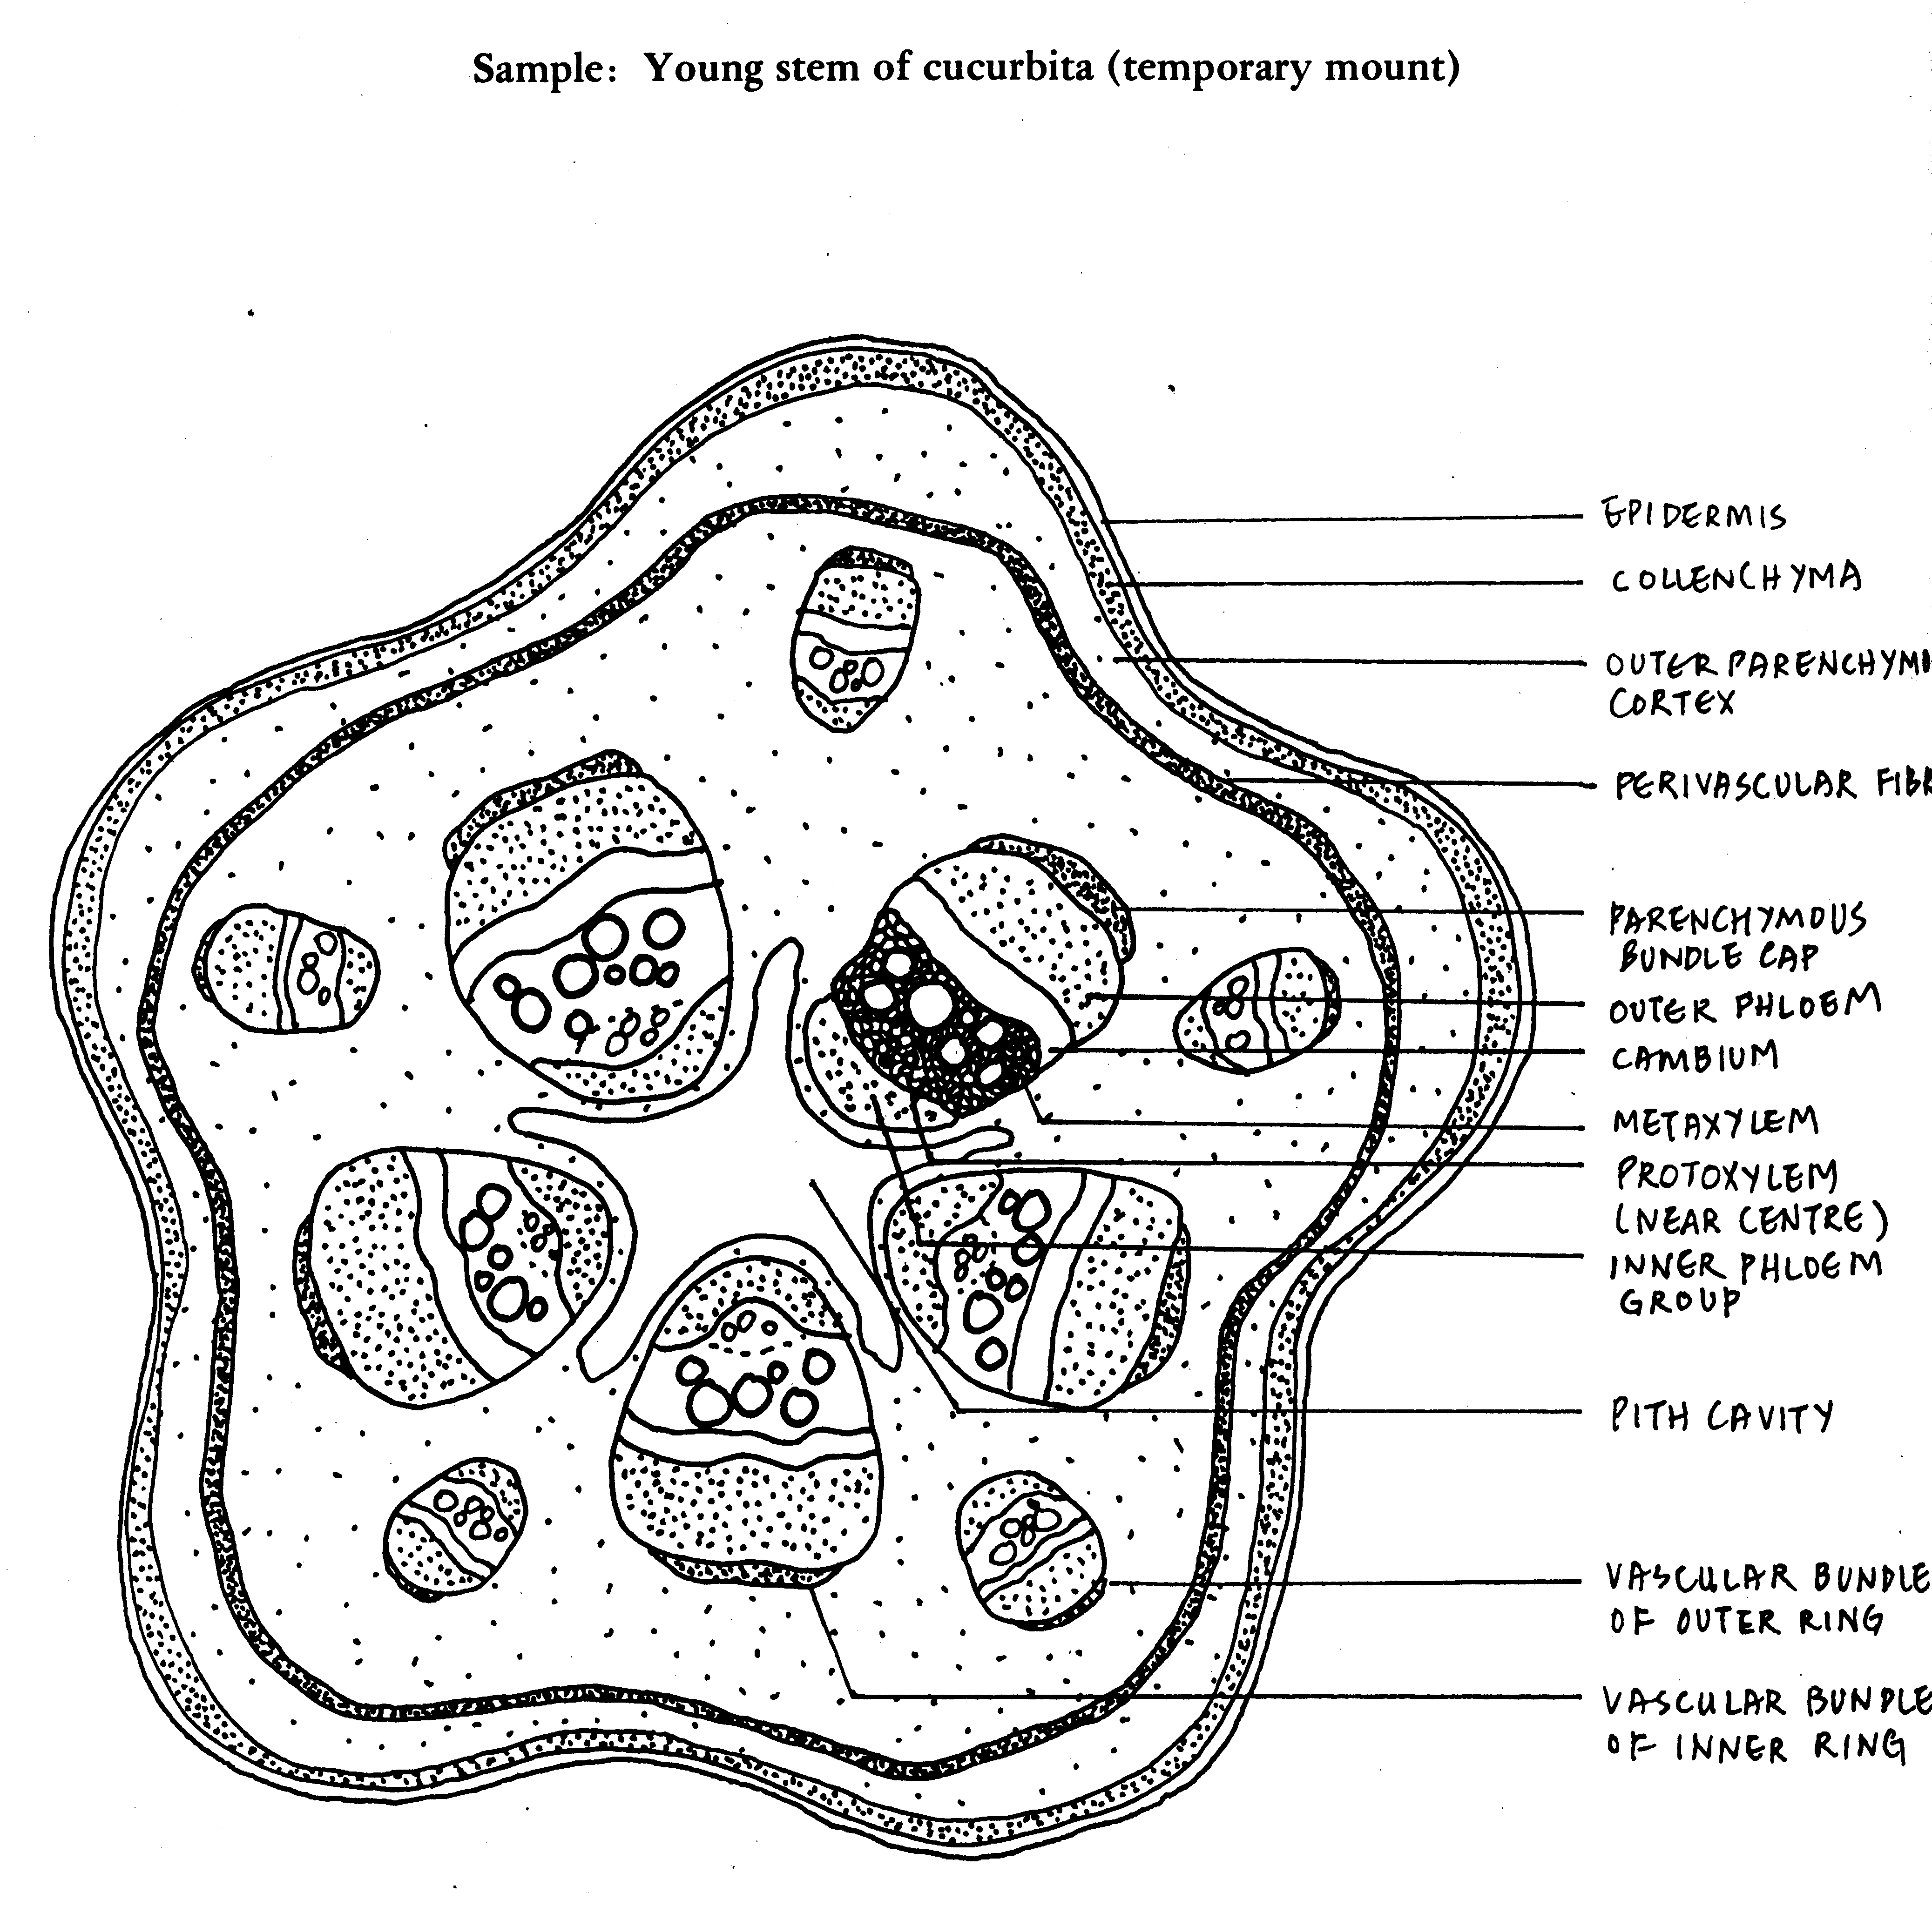 Sample: Young stem of cucurbita (temporary mount)
EPIDERMIS
COLLENCHYMA
OUTER PARENCHYM
CORTEX
PERIVASCULAR FIB
PARENCHYMOUS
BUNDLE CAP
OUTER PHLOEM
CAMBIUM
METAXYLEM
PROTOXYLEM
(NEAR CENTRE)
INNER PHLOEM
GROUP
PITH CAVITY
VASCULAR BUNDLE
OF OUTER RING
VASCULAR BUNDLE
OF INNER RING